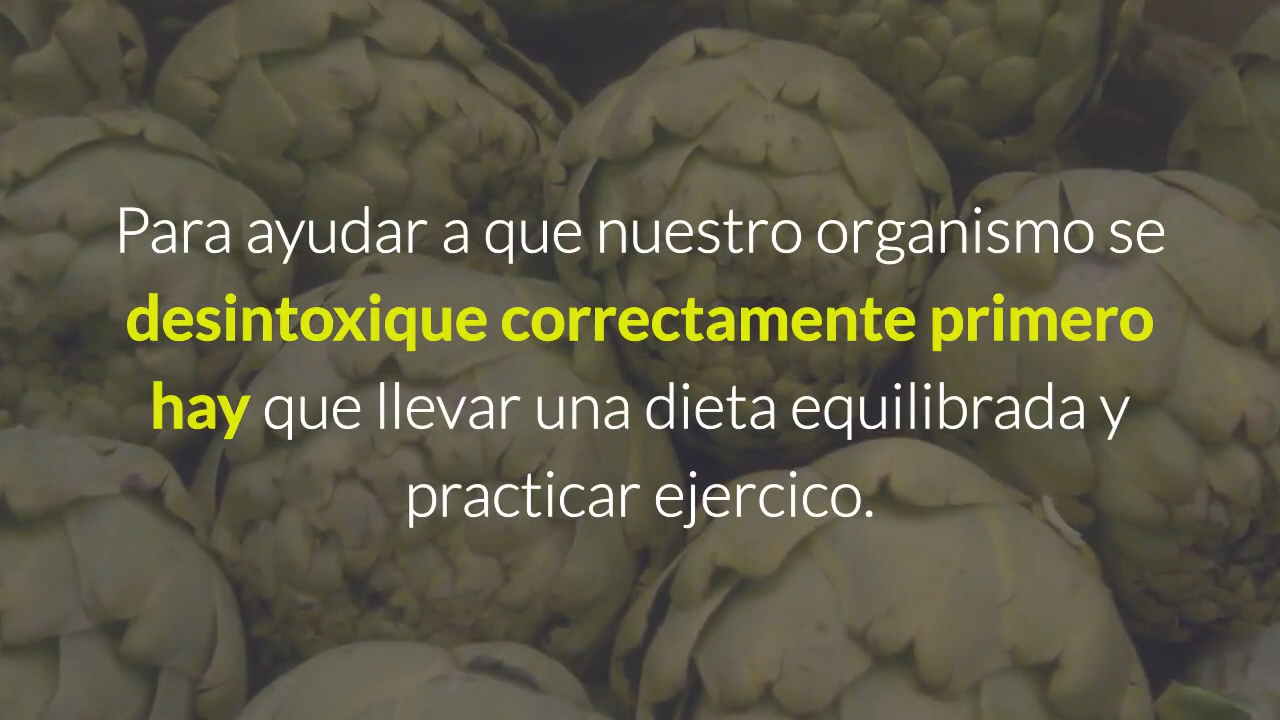 Para ayudar a que nuestro organismo se
desintoxique correctamente primero
hay que llevar una dieta equilibrada y
practicar ejercico.